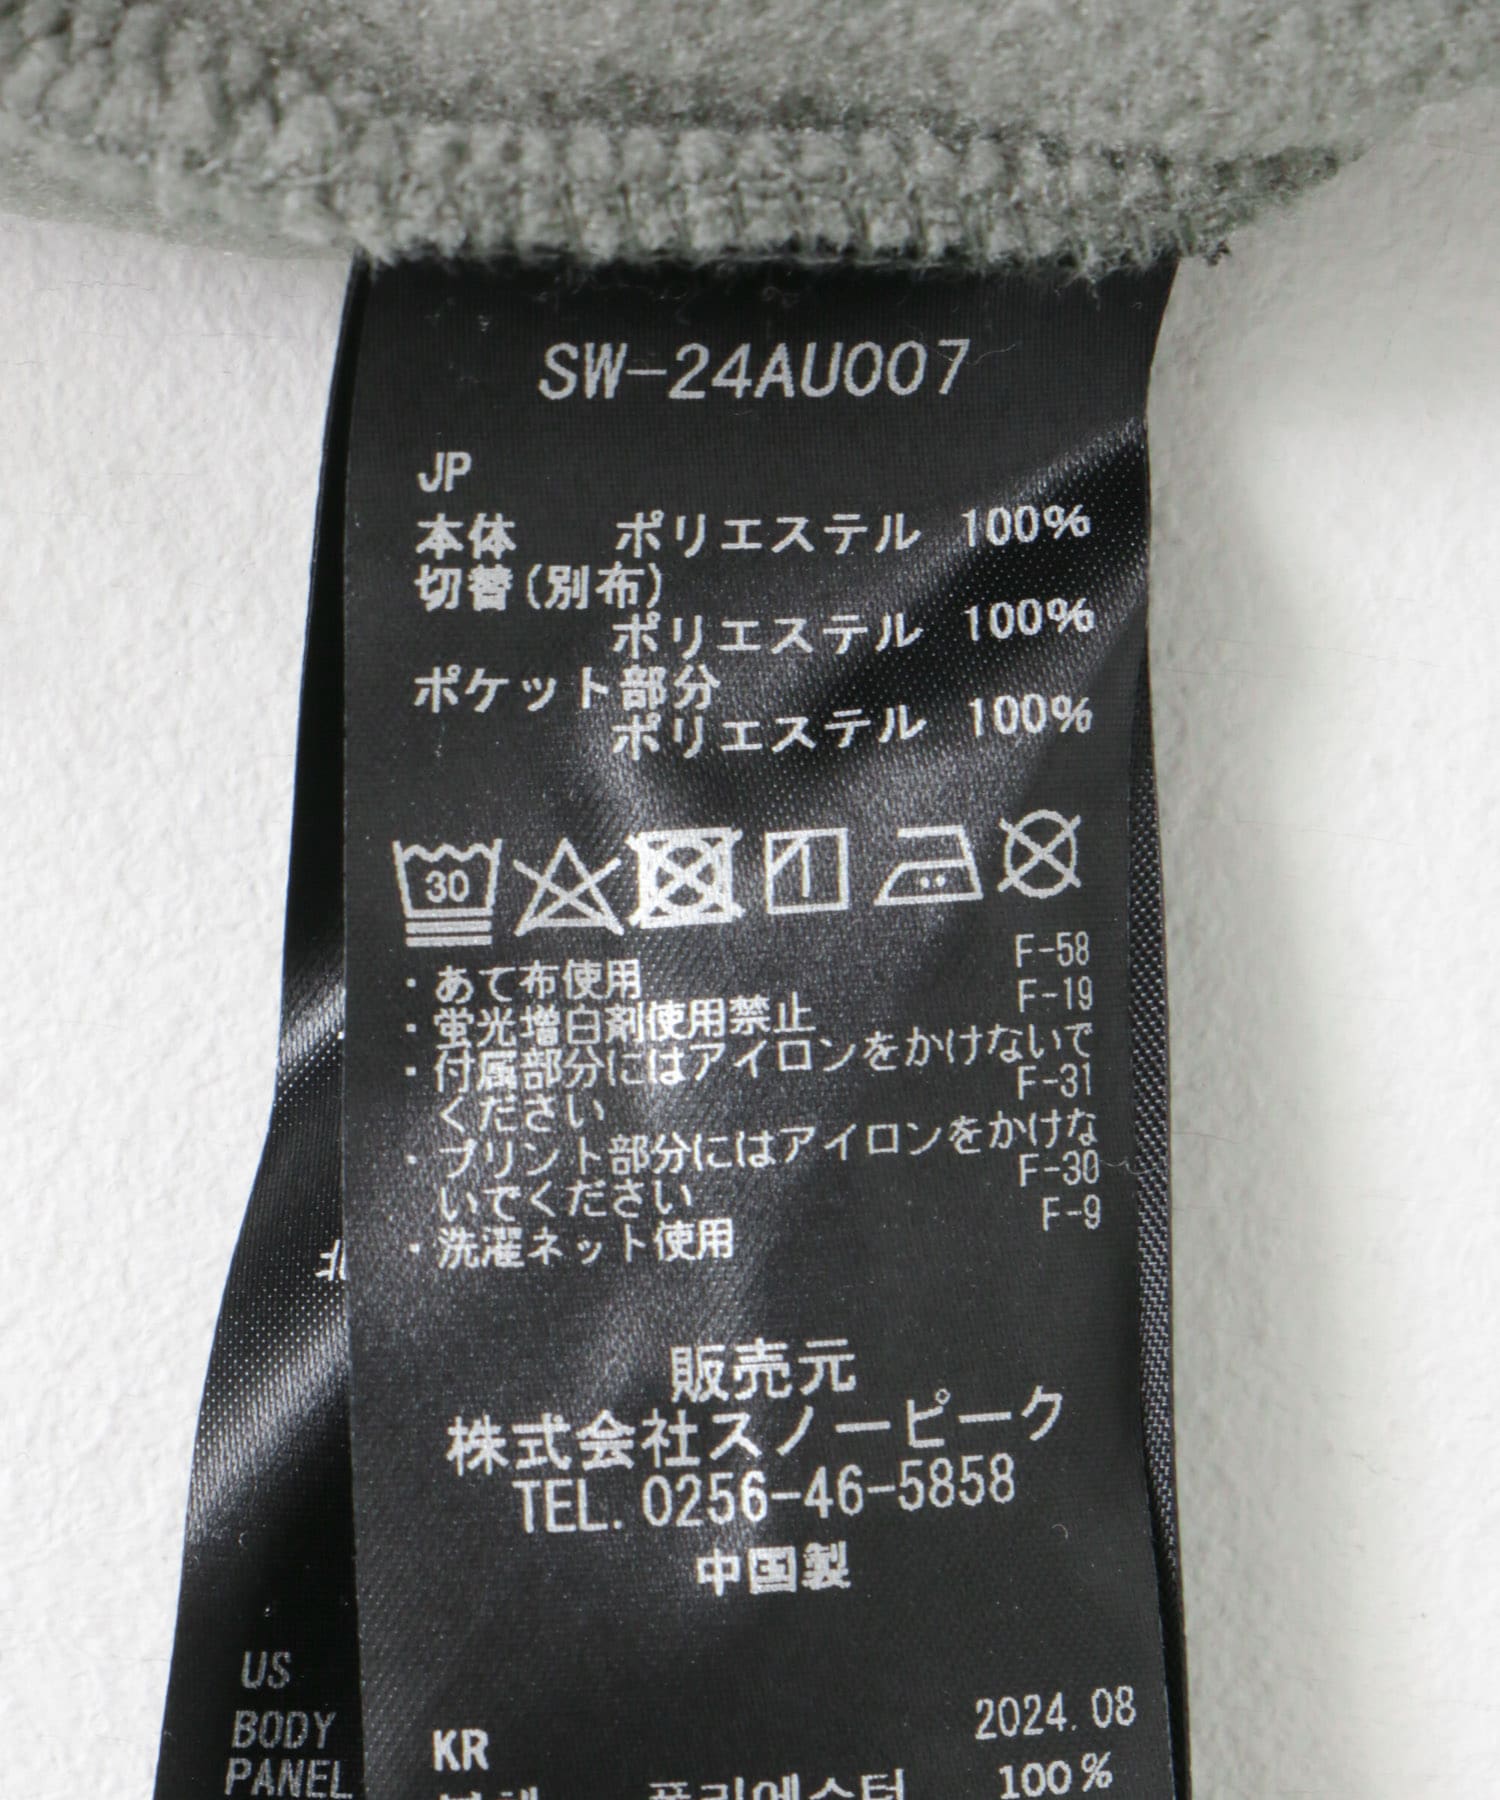 SW-24AU007
JP
本体 ポリエステル 100%
切替(別布)
ポリエステル 100%
ポケット部分
ポリエステル 100%
30
・あて布使用 F-58
・蛍光増白剤使用禁止 F-19
・付属部分にはアイロンをかけないで
ください F-31
・プリント部分にはアイロンをかけな
いでください F-30
・洗濯ネット使用 F-9
販売元
株式会社スノーピーク
TEL. 0256-46-5858
中国製
2024.08
KR
폴리에스터 100%
US
BODY
PANEL